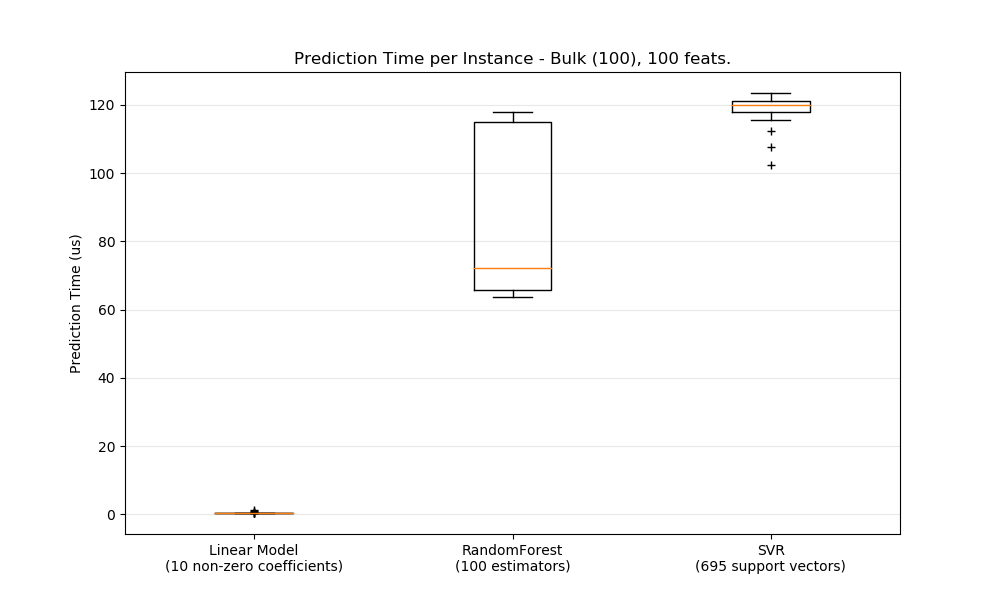 Prediction Time per Instance - Bulk (100), 100 feats.
Prediction Time (us)
120
100
80
60
40
20
0
Linear Model
(10 non-zero coefficients)
RandomForest
(100 estimators)
SVR
(695 support vectors)